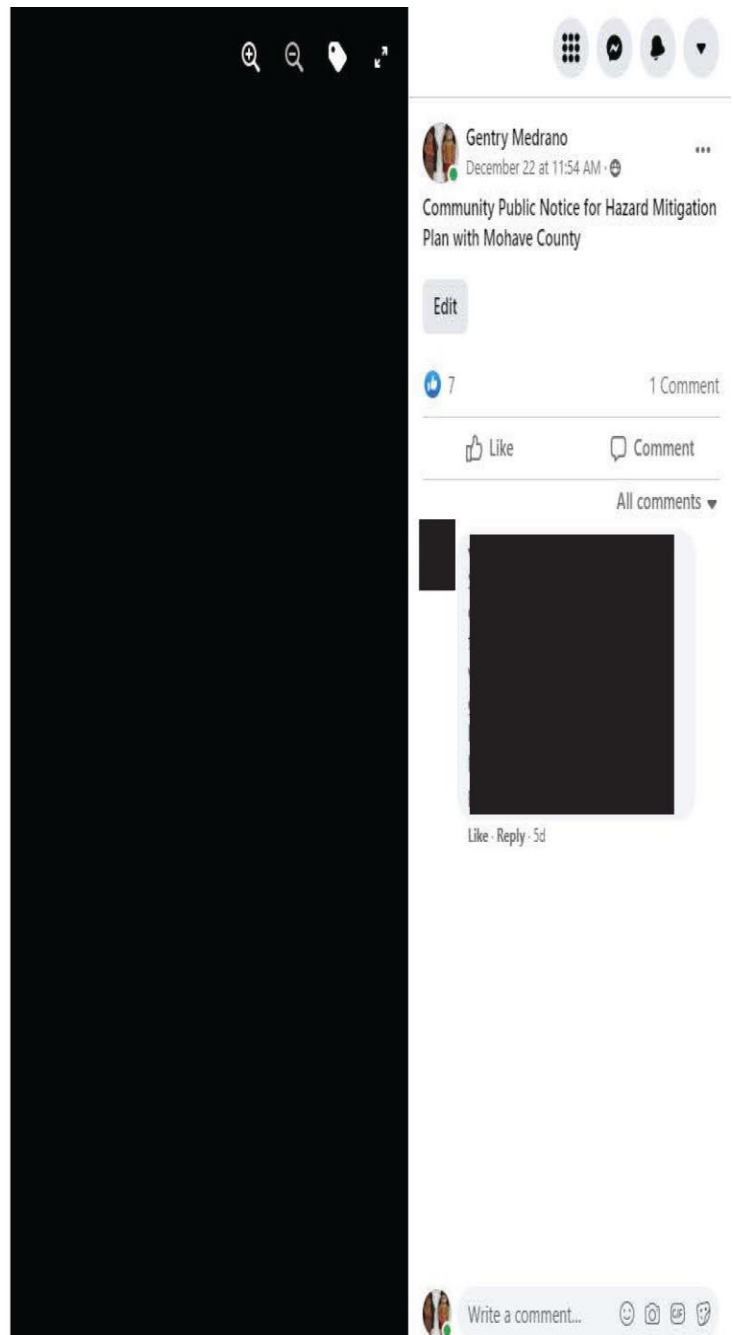 Gentry Medrano
December 22 at 11:54 AM ·
Community Public Notice for Hazard Mitigation
Plan with Mohave County
Edit
7 1 Comment
Like Comment
All comments
Like · Reply · 5d
Write a comment... GIF